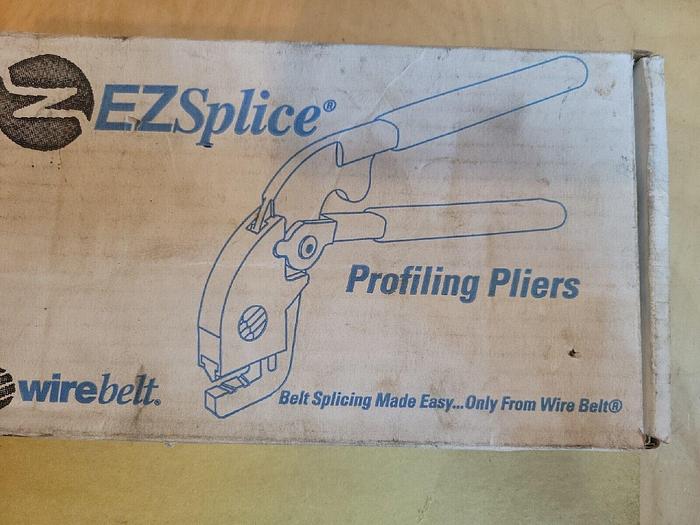 EZSplice®
Profiling Pliers
wirebelt.
Belt Splicing Made Easy...Only From Wire Belt®